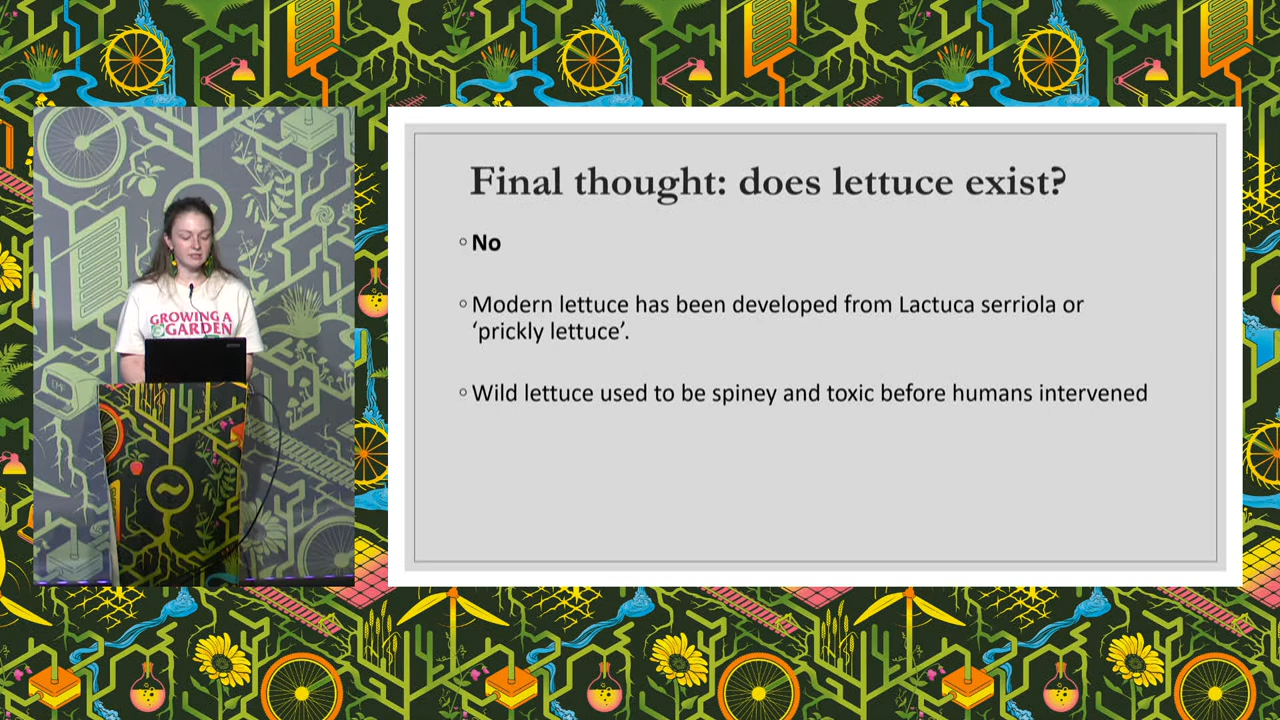 GROWING A
GARDEN
Final thought: does lettuce exist?
No
Modern lettuce has been developed from Lactuca serriola or
‘prickly lettuce’.
Wild lettuce used to be spiney and toxic before humans intervened